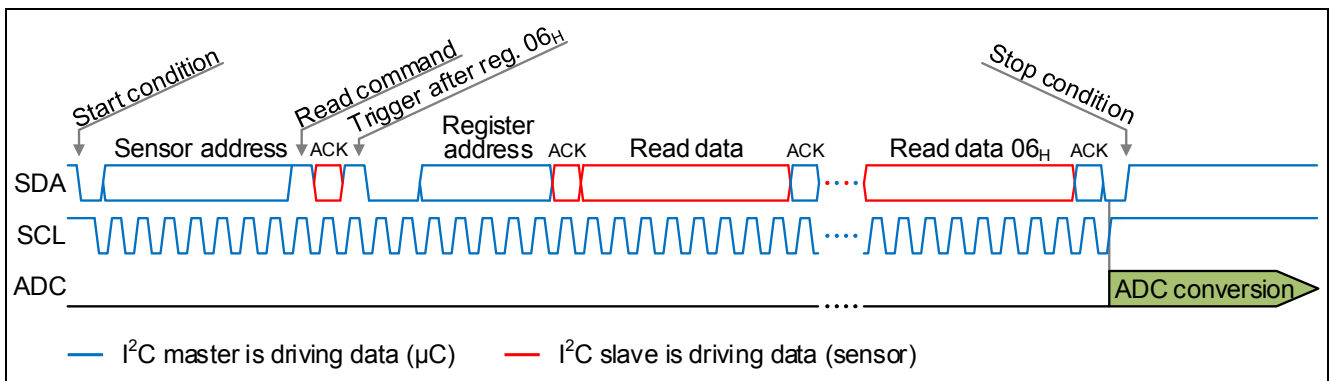 Start condition
Read command
Trigger after reg. 06H
Stop condition
Sensor address
ACK
Register
address
ACK
Read data
ACK
Read data 06H
ACK
SDA
SCL
ADC
ADC conversion
I²C master is driving data (µC)
I²C slave is driving data (sensor)